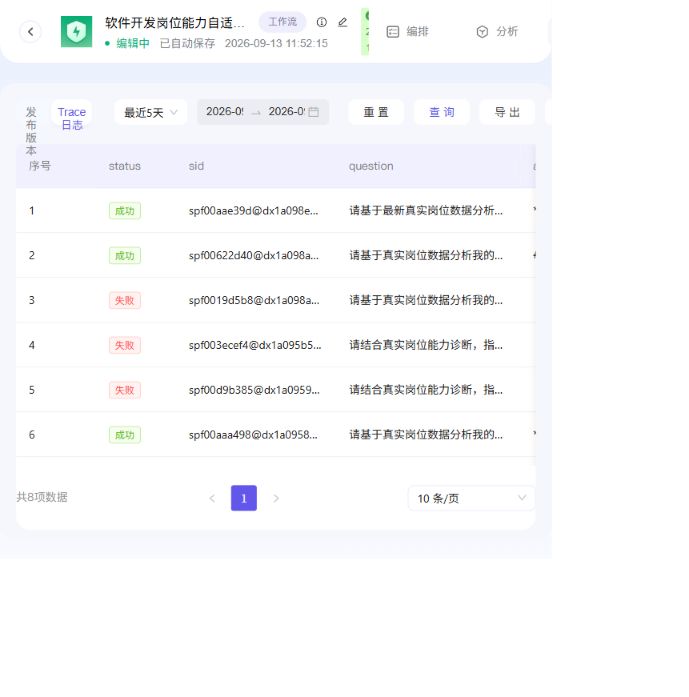 软件开发岗位能力自适...
工作流
编辑中 已自动保存 2026-09-13 11:52:15
编排
分析
发布版本
Trace
日志
最近5天
2026-0
2026-0
重 置
查 询
导 出
序号 status sid question
1 成功 spf00aae39d@dx1a098e... 请基于最新真实岗位数据分析...
2 成功 spf00622d40@dx1a098a... 请基于真实岗位数据分析我的...
3 失败 spf0019d5b8@dx1a098a... 请基于真实岗位数据分析我的...
4 失败 spf003ecef4@dx1a095b5... 请结合真实岗位能力诊断，指...
5 失败 spf00d9b385@dx1a0959... 请结合真实岗位能力诊断，指...
6 成功 spf00aaa498@dx1a0958... 请基于真实岗位数据分析我的...
共8项数据
1
10 条/页